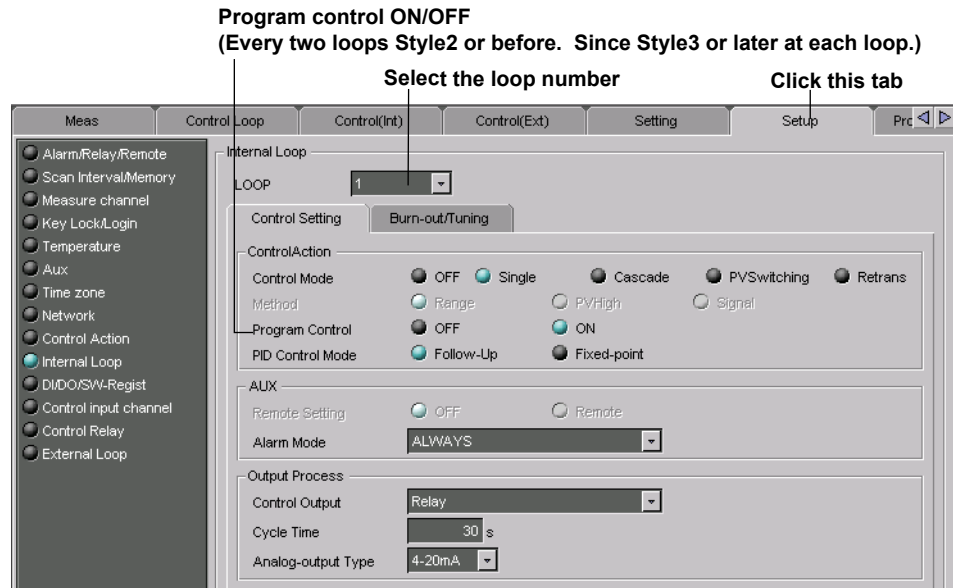 Program control ON/OFF
(Every two loops Style2 or before. Since Style3 or later at each loop.)
Select the loop number
Click this tab
Meas
Control Loop
Control(Int)
Control(Ext)
Setting
Setup
Alarm/Relay/Remote
Scan Interval/Memory
Measure channel
Key Lock/Login
Temperature
Aux
Time zone
Network
Control Action
Internal Loop
DI/DO/SW-Regist
Control input channel
Control Relay
External Loop
Internal Loop
LOOP 1
Control Setting
Burn-out/Tuning
ControlAction
Control Mode OFF Single Cascade PVSwitching Retrans
Method Range PVHigh Signal
Program Control OFF ON
PID Control Mode Follow-Up Fixed-point
AUX
Remote Setting OFF Remote
Alarm Mode ALWAYS
Output Process
Control Output Relay
Cycle Time 30 s
Analog-output Type 4-20mA